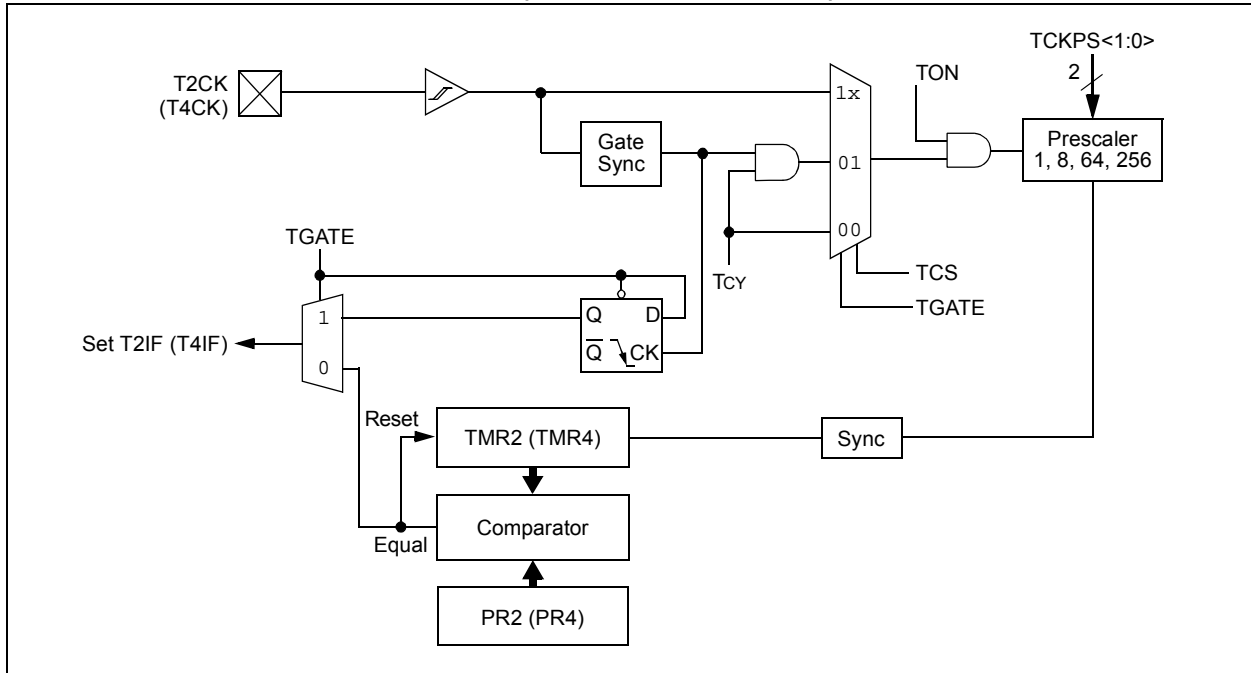 TCKPS<1:0>
2
TON
T2CK
(T4CK)
1x
Gate
Sync
Prescaler
1, 8, 64, 256
01
00
TGATE
TCY
TCS
TGATE
1
Q
D
Set T2IF (T4IF)
Q
CK
0
Reset
TMR2 (TMR4)
Sync
Comparator
Equal
PR2 (PR4)